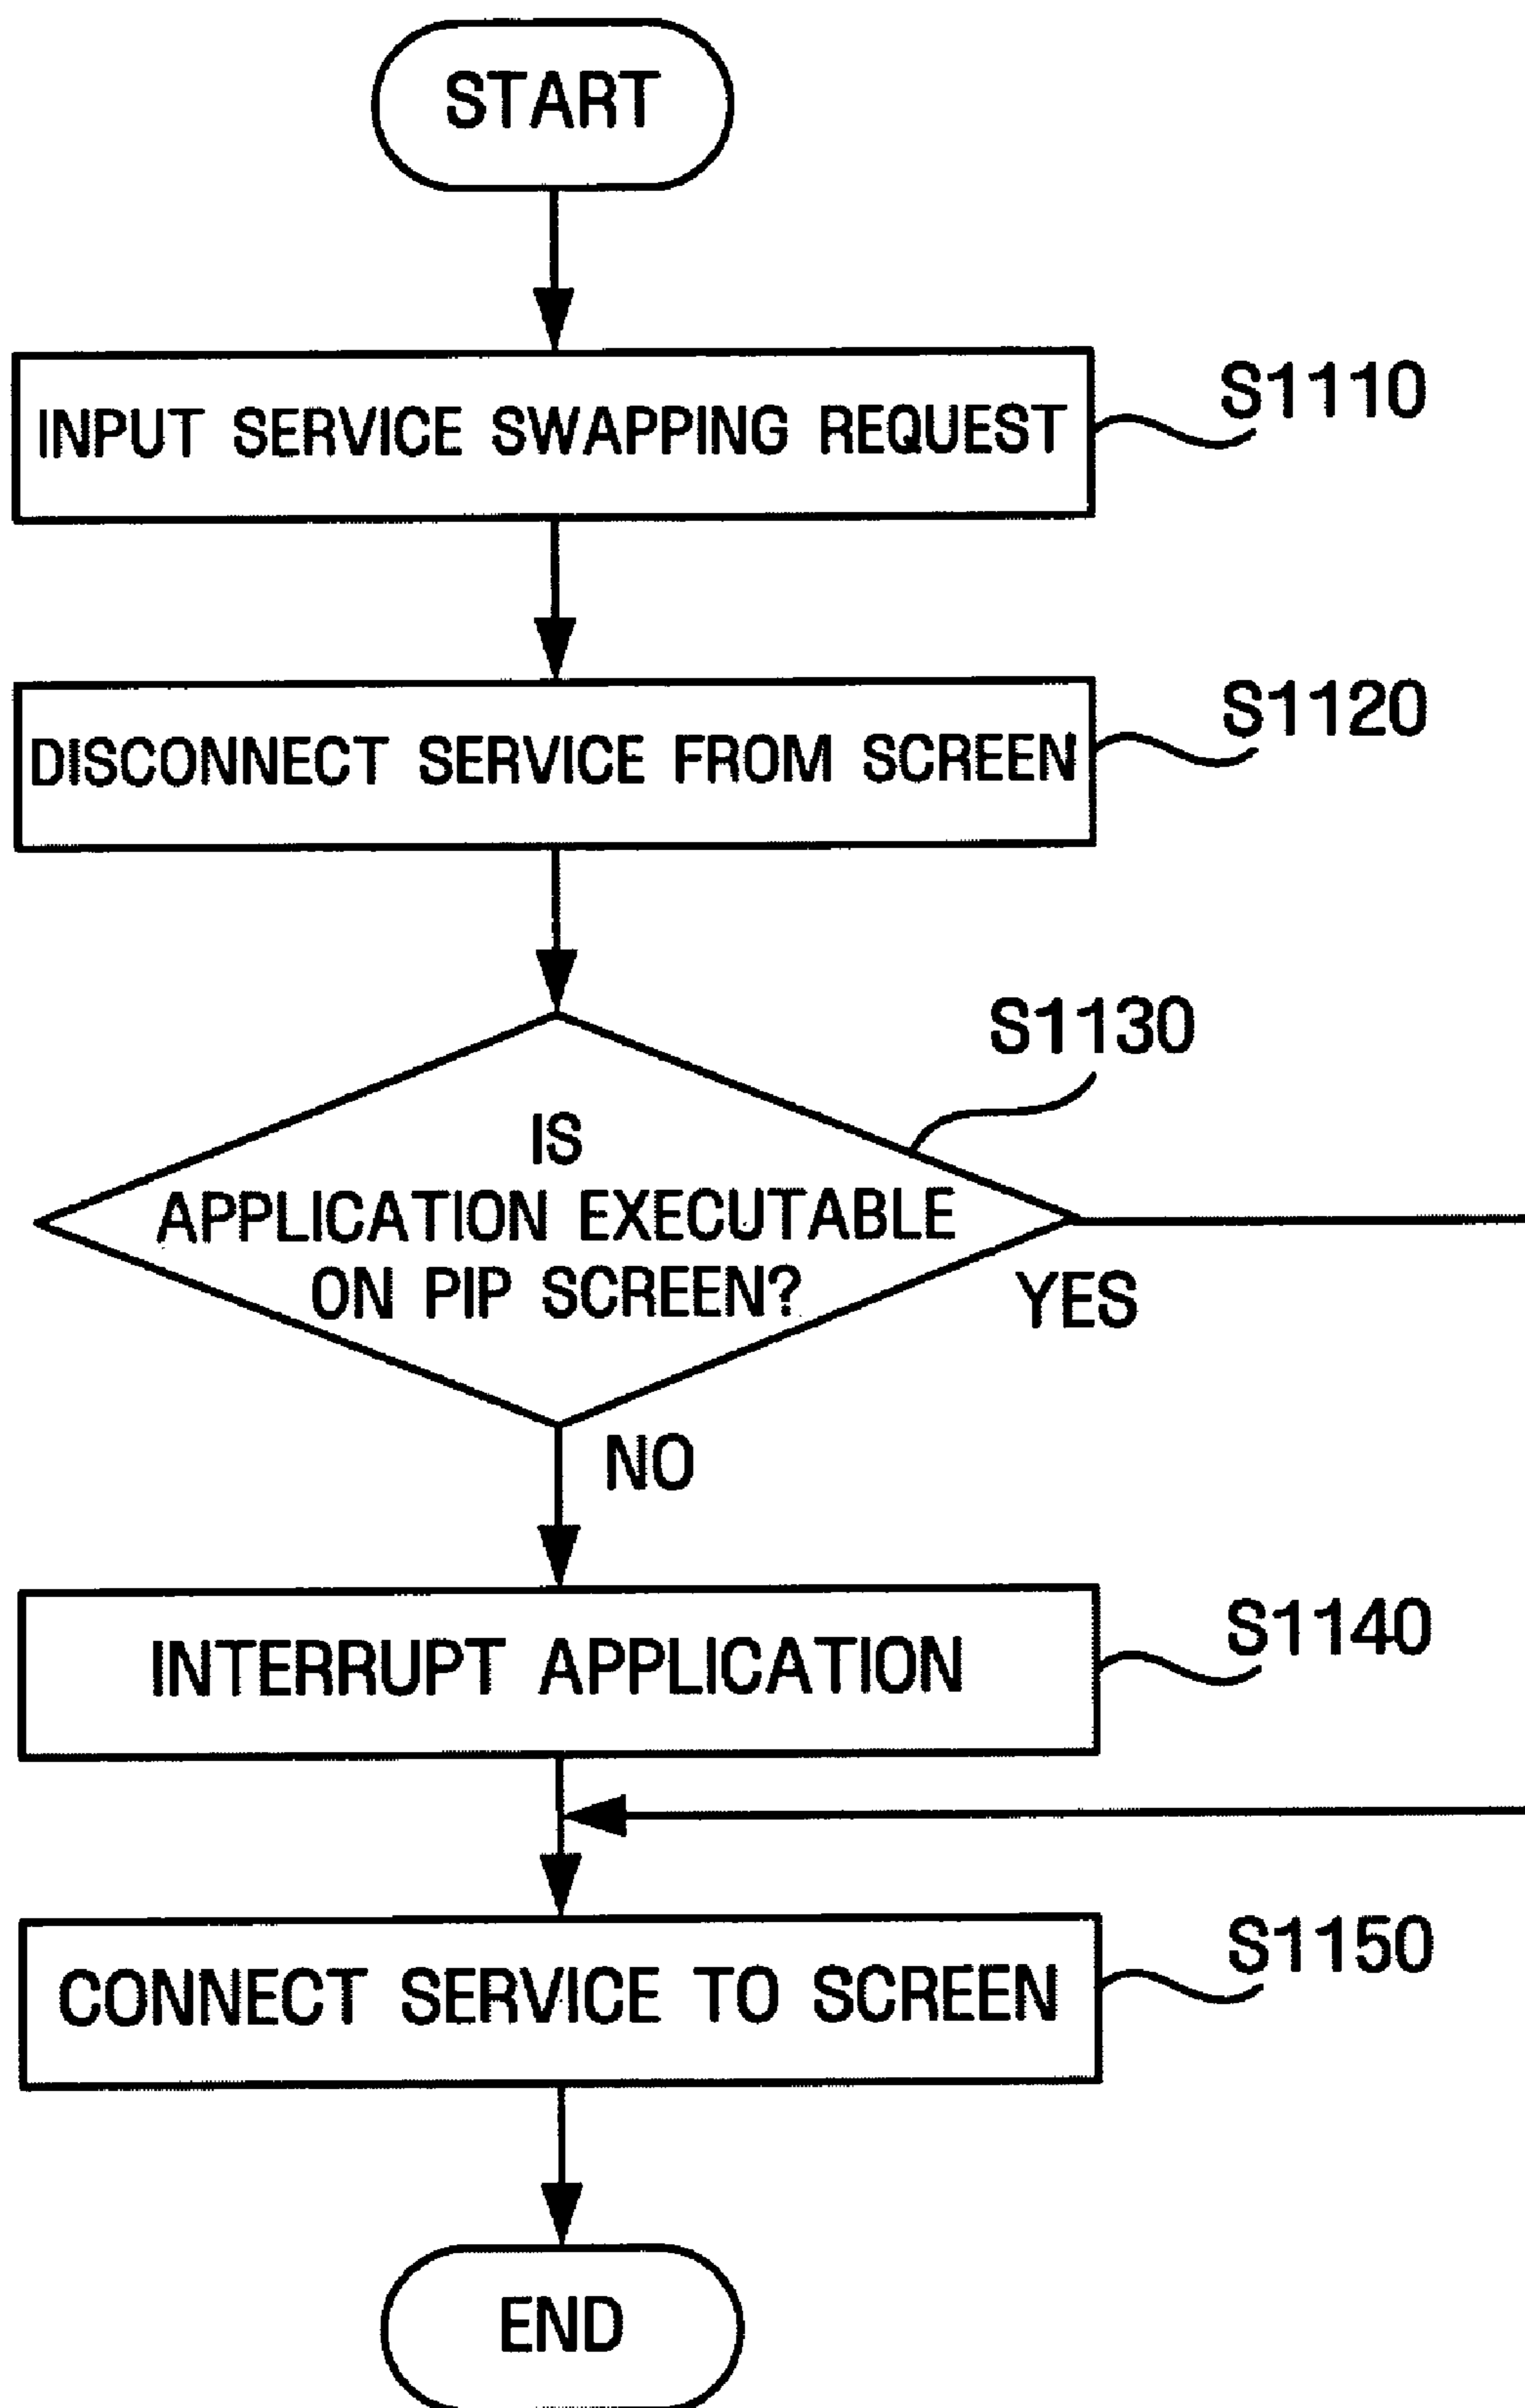 START
INPUT SERVICE SWAPPING REQUEST
S1110
DISCONNECT SERVICE FROM SCREEN
S1120
S1130
IS
APPLICATION EXECUTABLE
ON PIP SCREEN?
YES
NO
INTERRUPT APPLICATION
S1140
CONNECT SERVICE TO SCREEN
S1150
END